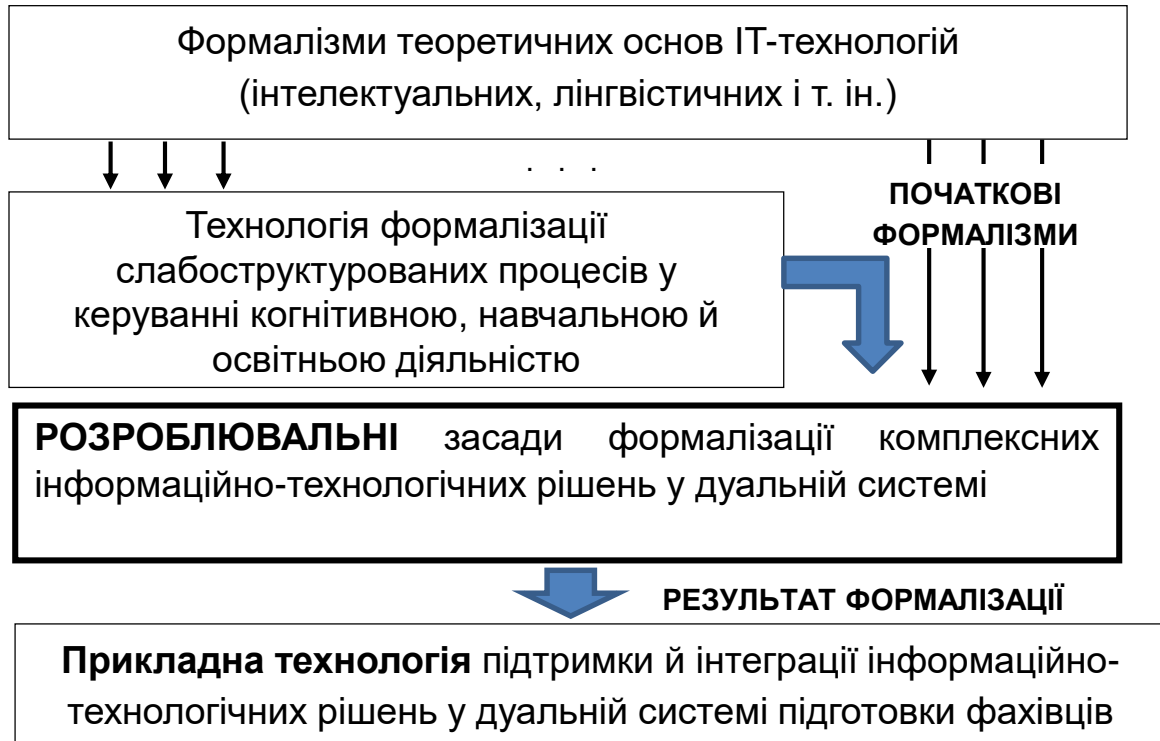 Формалізми теоретичних основ ІТ-технологій
(інтелектуальних, лінгвістичних і т. ін.)
. . .
ПОЧАТКОВІ
ФОРМАЛІЗМИ
Технологія формалізації
слабоструктурованих процесів у
керуванні когнітивною, навчальною й
освітньою діяльністю
РОЗРОБЛЮВАЛЬНІ засади формалізації комплексних
інформаційно-технологічних рішень у дуальній системі
РЕЗУЛЬТАТ ФОРМАЛІЗАЦІЇ
Прикладна технологія підтримки й інтеграції інформаційно-
технологічних рішень у дуальній системі підготовки фахівців